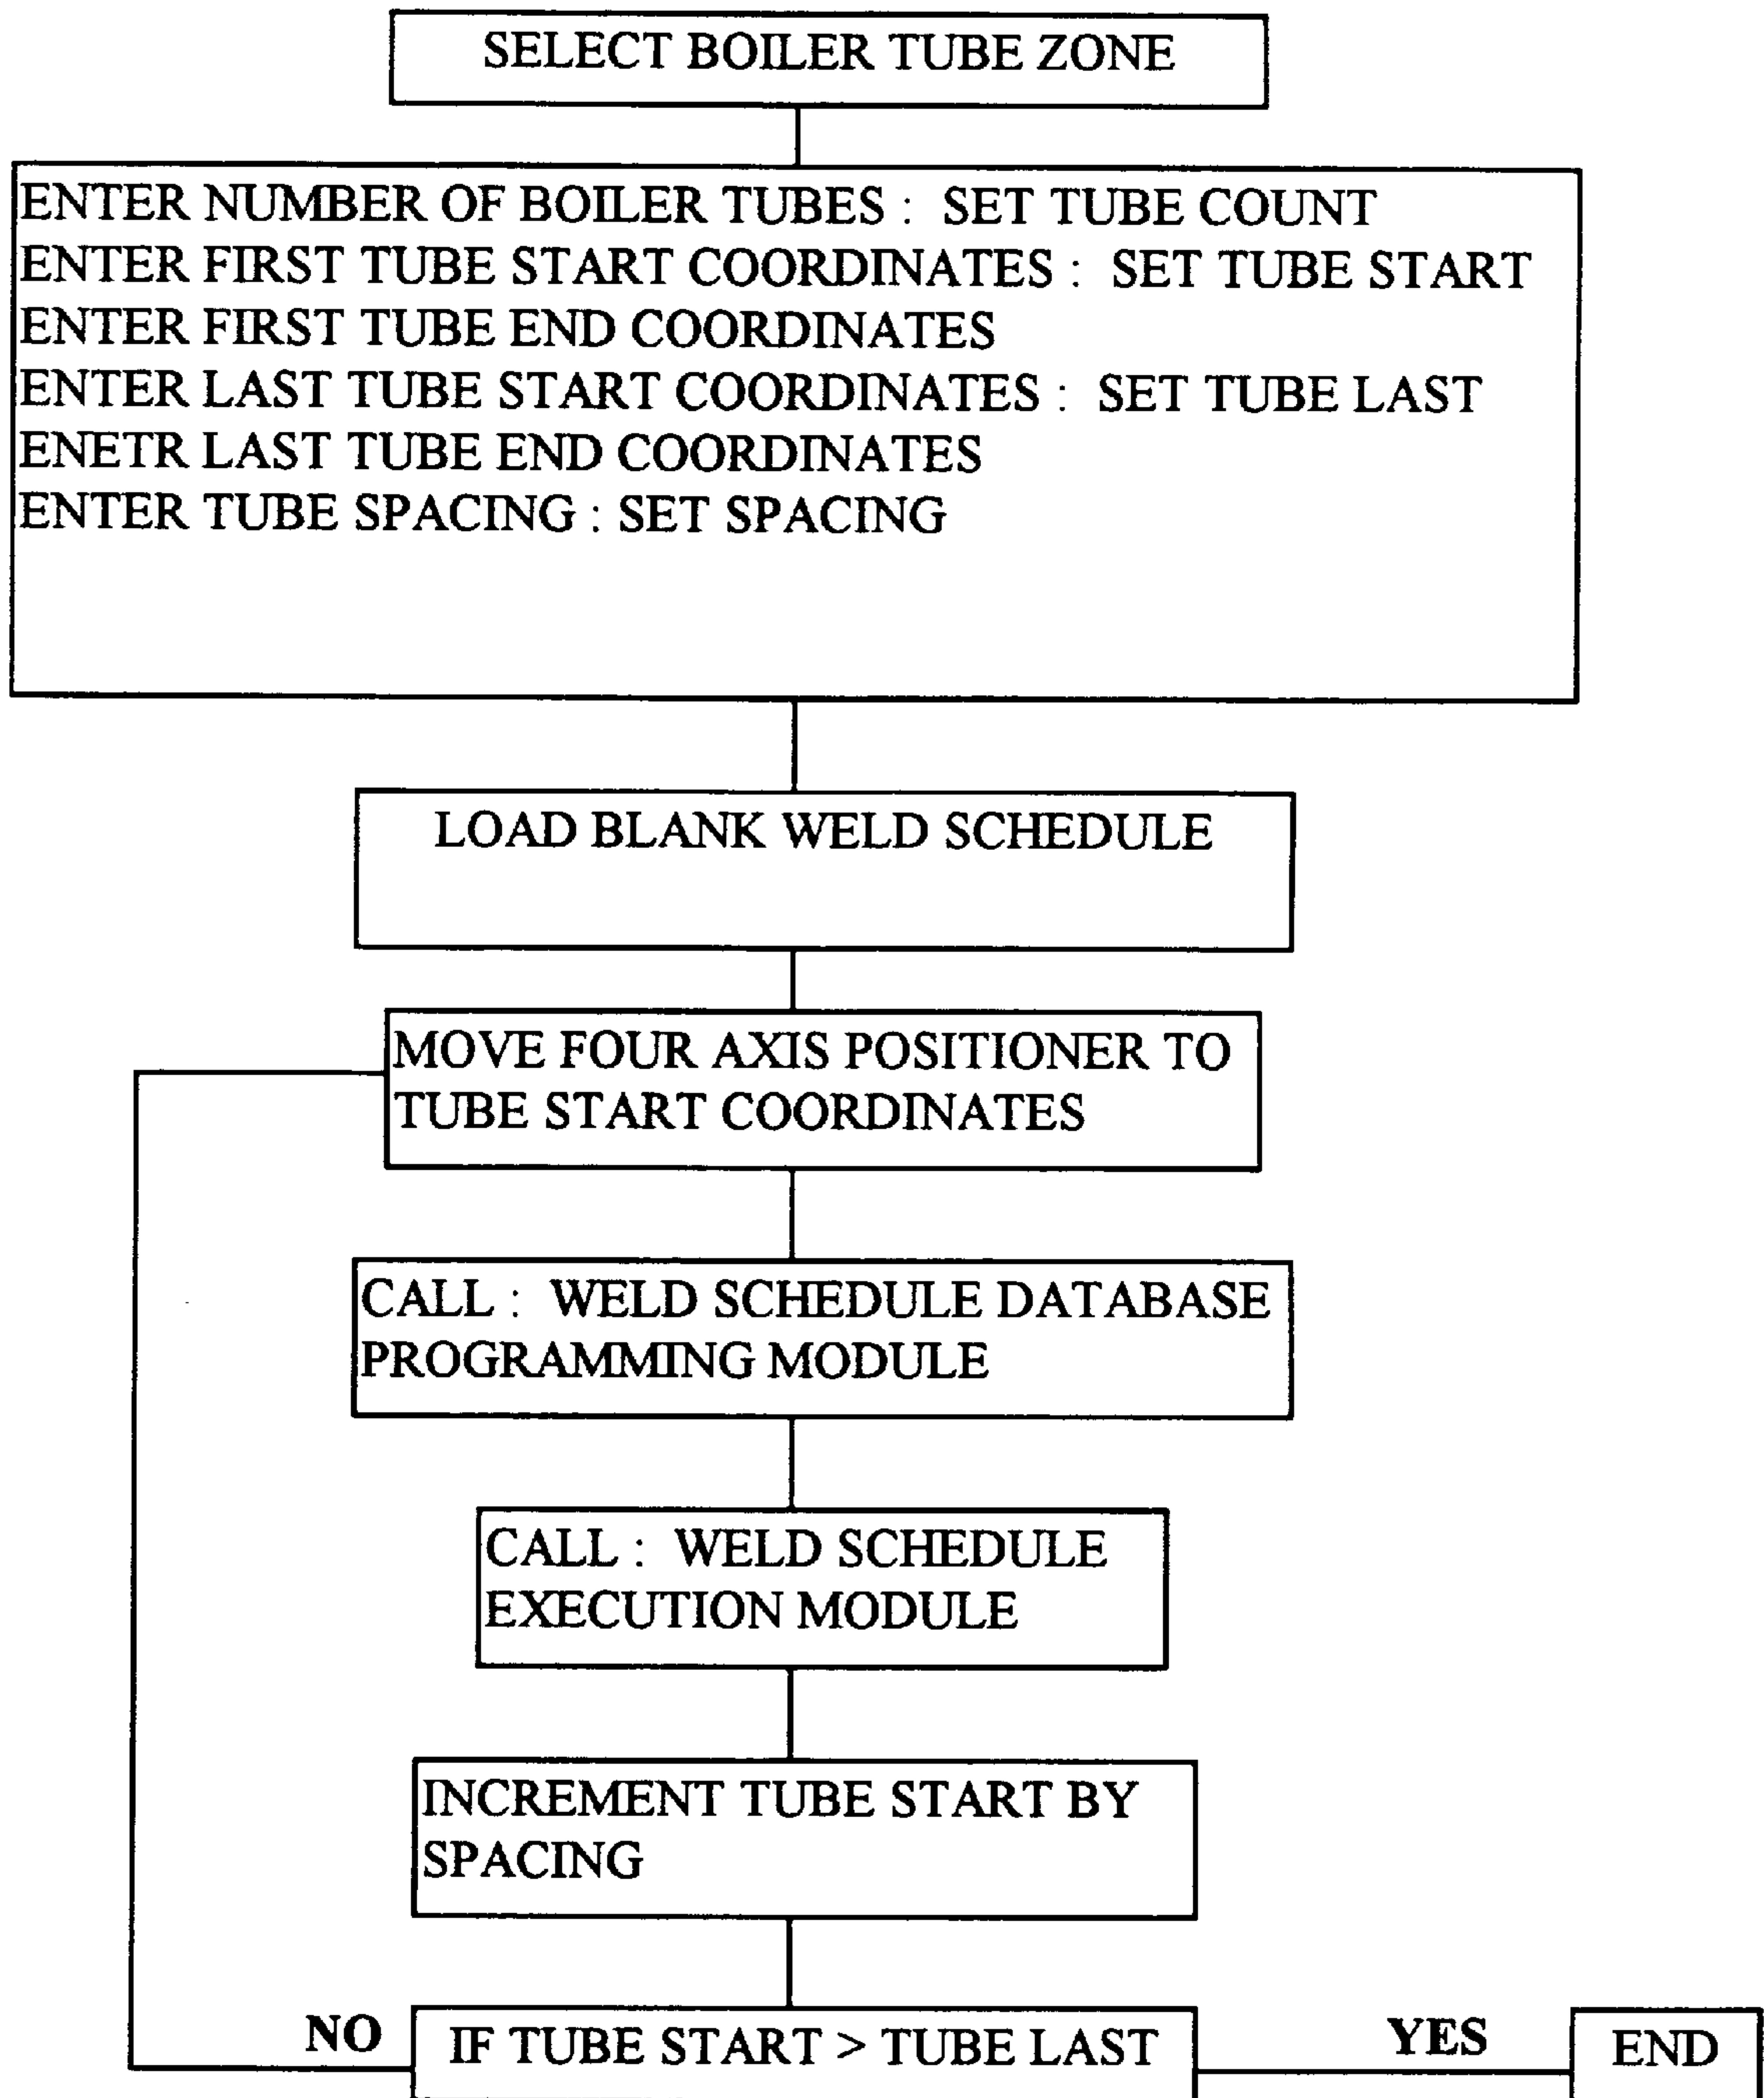 SELECT BOILER TUBE ZONE
ENTER NUMBER OF BOILER TUBES : SET TUBE COUNT
ENTER FIRST TUBE START COORDINATES : SET TUBE START
ENTER FIRST TUBE END COORDINATES
ENTER LAST TUBE START COORDINATES : SET TUBE LAST
ENETR LAST TUBE END COORDINATES
ENTER TUBE SPACING : SET SPACING
LOAD BLANK WELD SCHEDULE
MOVE FOUR AXIS POSITIONER TO
TUBE START COORDINATES
CALL : WELD SCHEDULE DATABASE
PROGRAMMING MODULE
CALL : WELD SCHEDULE
EXECUTION MODULE
INCREMENT TUBE START BY
SPACING
NO
IF TUBE START > TUBE LAST
YES
END